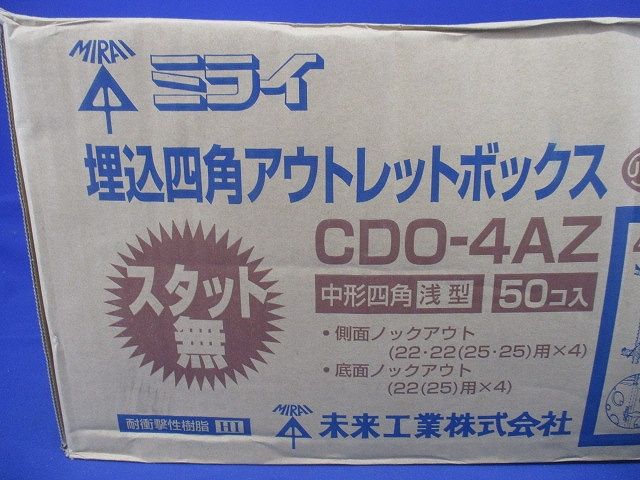 MIRAI
ミライ
埋込四角アウトレットボックス
スタット
無
CDO-4AZ
中形四角 浅型 50コ入
・側面ノックアウト
(22・22(25・25)用×4)
・底面ノックアウト
(22(25)用×4)
耐衝撃性樹脂 HI
MIRAI
未来工業株式会社